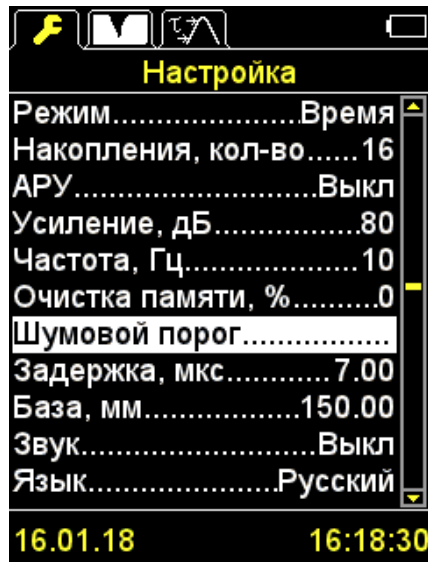 Настройка
Режим.....................Время
Накопления, кол-во......16
АРУ...........................Выкл
Усиление, дБ................80
Частота, Гц...................10
Очистка памяти, %..........0
Шумовой порог................
Задержка, мкс...........7.00
База, мм.................150.00
Звук..........................Выкл
Язык.....................Русский
16.01.18 16:18:30